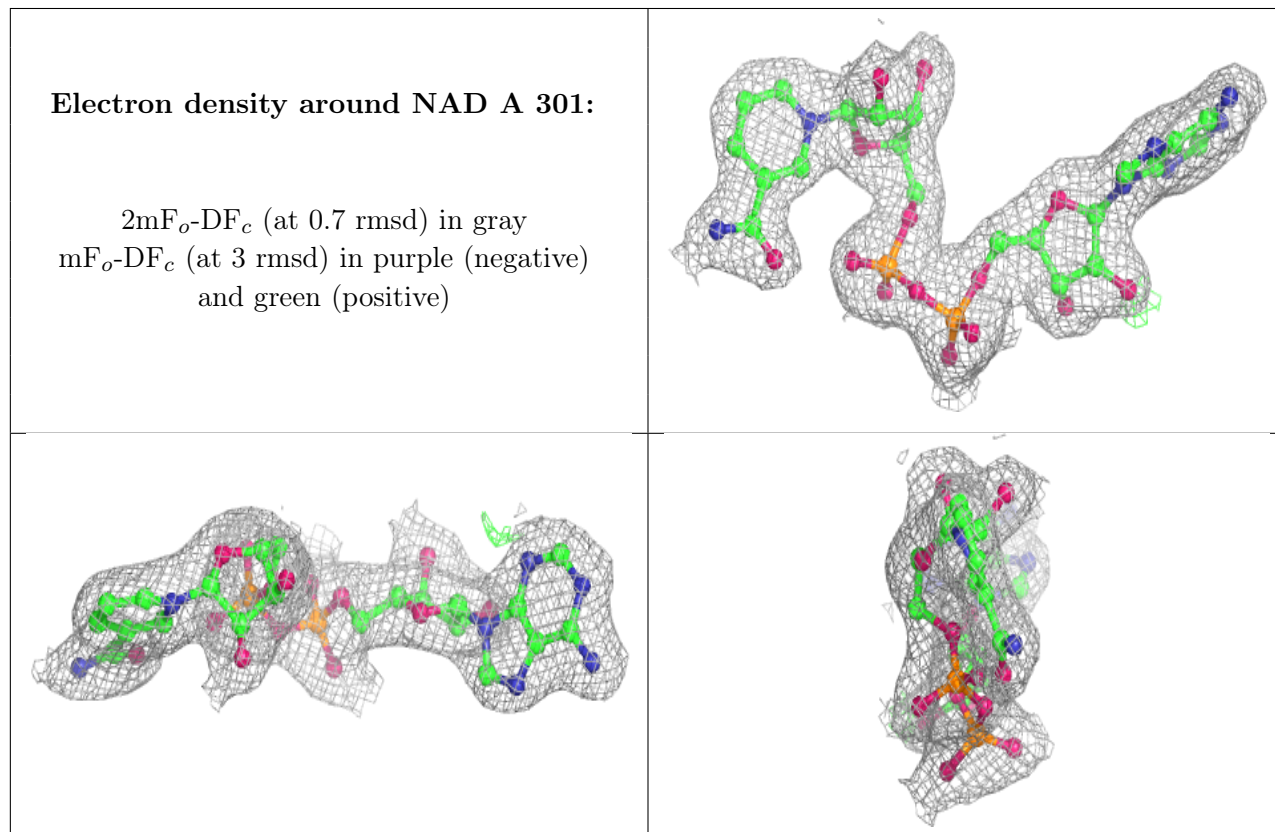 Electron density around NAD A 301:
2mFo-DFc (at 0.7 rmsd) in gray
mFo-DFc (at 3 rmsd) in purple (negative)
and green (positive)